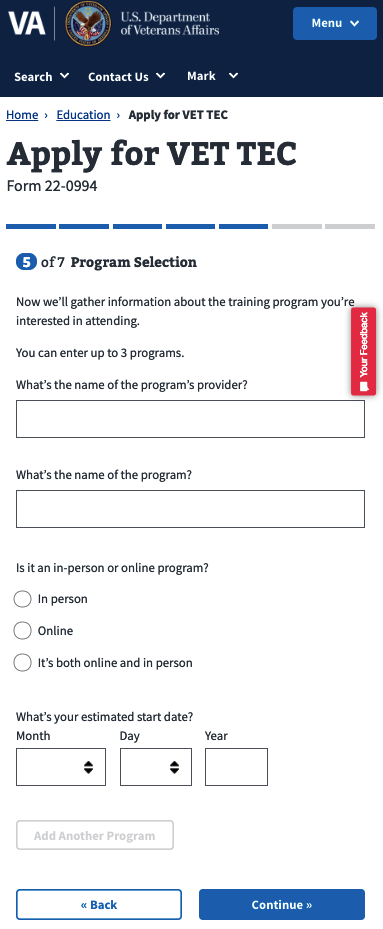 VA
U.S. Department
of Veterans Affairs
Menu
Search
Contact Us
Mark
Home › Education › Apply for VET TEC
Apply for VET TEC
Form 22-0994
5 of 7 Program Selection
Now we’ll gather information about the training program you’re
interested in attending.
Your Feedback
You can enter up to 3 programs.
What’s the name of the program’s provider?
What’s the name of the program?
Is it an in-person or online program?
In person
Online
It’s both online and in person
What’s your estimated start date?
Month Day Year
Add Another Program
« Back
Continue »